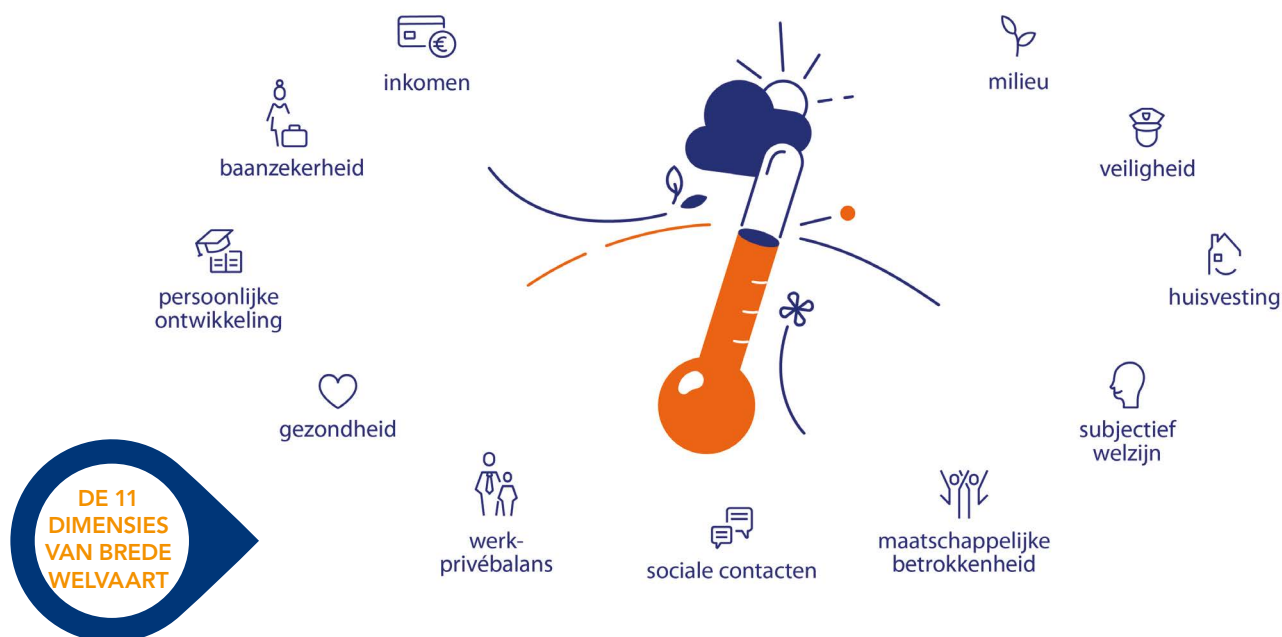 inkomen
milieu
baanzekerheid
veiligheid
persoonlijke
ontwikkeling
huisvesting
gezondheid
subjectief
welzijn
DE 11
DIMENSIES
VAN BREDE
WELVAART
werk-
privébalans
sociale contacten
maatschappelijke
betrokkenheid